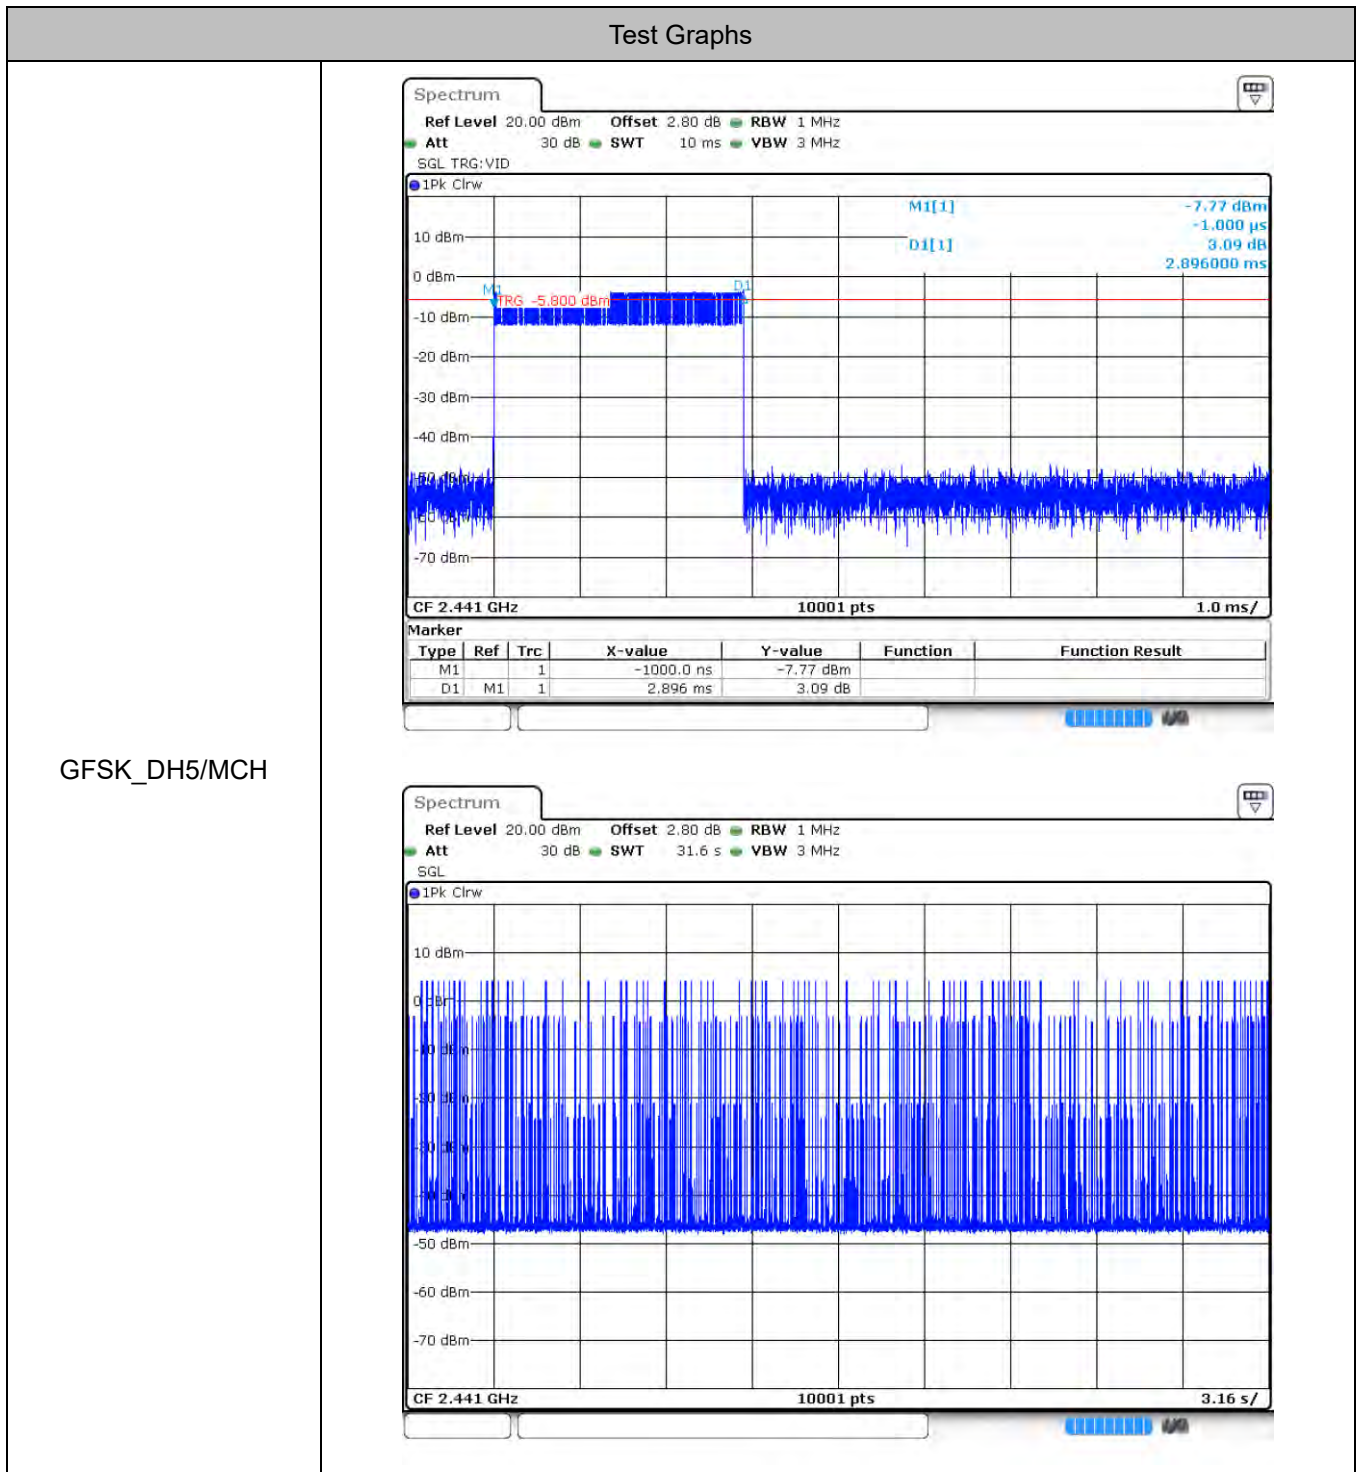 Test Graphs
GFSK_DH5/MCH
Spectrum
Ref Level 20.00 dBm Offset 2.80 dB RBW 1 MHz
Att 30 dB SWT 10 ms VBW 3 MHz
SGL TRG:VID
1Pk Clrw
M1[1] -7.77 dBm
-1.000 µs
10 dBm
D1[1] 3.09 dB
2.896000 ms
0 dBm
M1 D1
TRG -5.800 dBm
-10 dBm
-20 dBm
-30 dBm
-40 dBm
-70 dBm
CF 2.441 GHz 10001 pts 1.0 ms/
Marker
Type Ref Trc X-value Y-value Function Function Result
M1 1 -1000.0 ns -7.77 dBm
D1 M1 1 2.896 ms 3.09 dB
Spectrum
Ref Level 20.00 dBm Offset 2.80 dB RBW 1 MHz
Att 30 dB SWT 31.6 s VBW 3 MHz
SGL
1Pk Clrw
10 dBm
-50 dBm
-60 dBm
-70 dBm
CF 2.441 GHz 10001 pts 3.16 s/